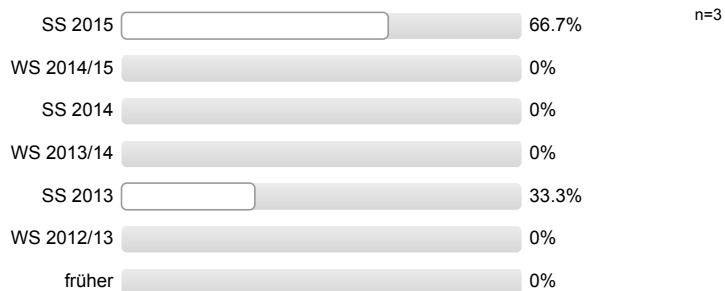 SS 2015 66.7% n=3
WS 2014/15 0%
SS 2014 0%
WS 2013/14 0%
SS 2013 33.3%
WS 2012/13 0%
früher 0%